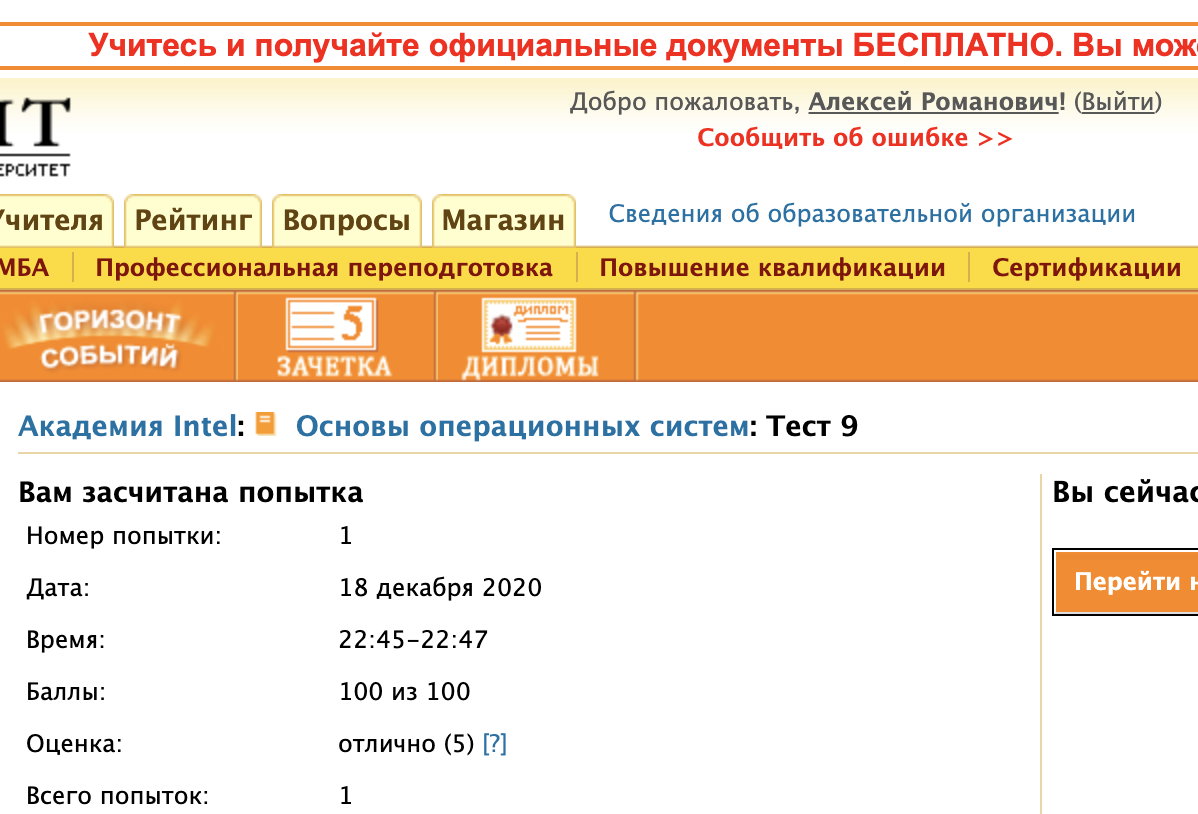 Учитесь и получайте официальные документы БЕСПЛАТНО. Вы мож
Добро пожаловать, Алексей Романович! (Выйти)
Сообщить об ошибке >>
ИТ
ЕРСИТЕТ
Учителя Рейтинг Вопросы Магазин Сведения об образовательной организации
МБА Профессиональная переподготовка Повышение квалификации Сертификации
ГОРИЗОНТ СОБЫТИЙ
5 ЗАЧЕТКА
ДИПЛОМ ДИПЛОМЫ
Академия Intel: Основы операционных систем: Тест 9
Вам засчитана попытка
Номер попытки: 1
Дата: 18 декабря 2020
Время: 22:45-22:47
Баллы: 100 из 100
Оценка: отлично (5) [?]
Всего попыток: 1
Вы сейчас
Перейти н